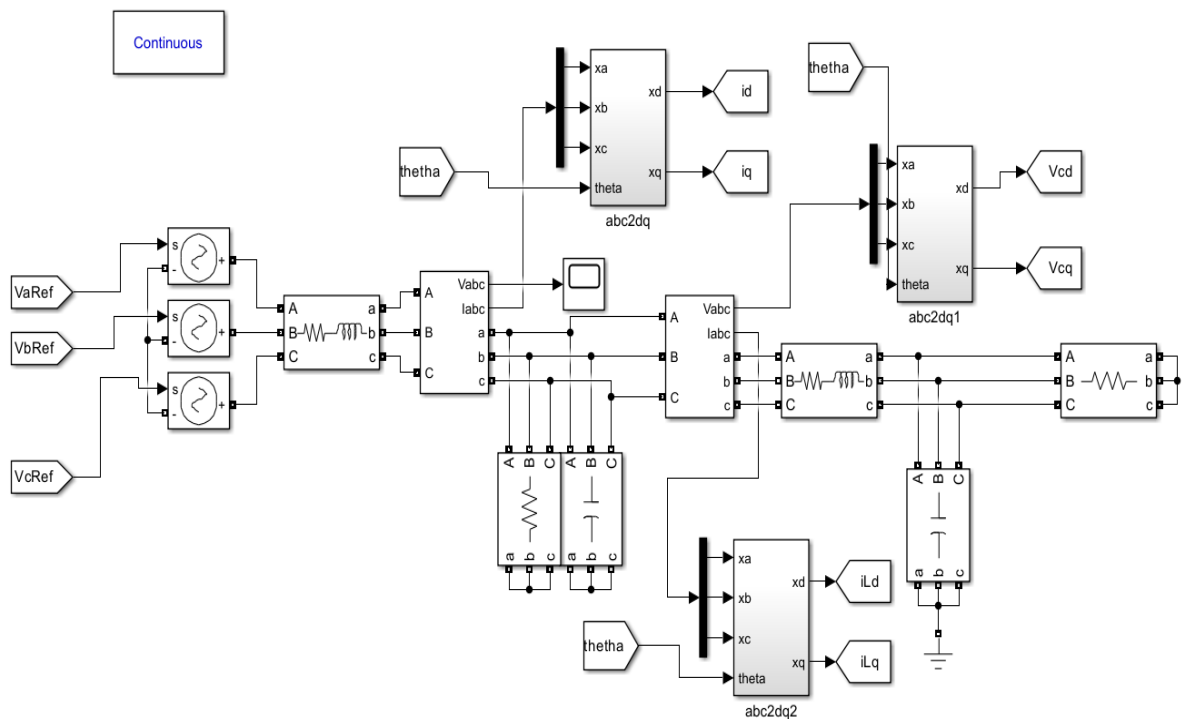 Continuous
thetha
xa
xb
xc
theta
xd
xq
abc2dq
id
iq
thetha
xa
xb
xc
theta
xd
xq
abc2dq1
Vcd
Vcq
VaRef
VbRef
VcRef
s
-
+
s
-
+
s
-
+
A
B
C
a
b
c
A
B
C
Vabc
Iabc
a
b
c
A
B
C
Vabc
Iabc
a
b
c
A
B
C
a
b
c
A
B
C
a
b
c
A B C
a b c
A B C
a b c
A B C
a b c
thetha
xa
xb
xc
theta
xd
xq
abc2dq2
iLd
iLq